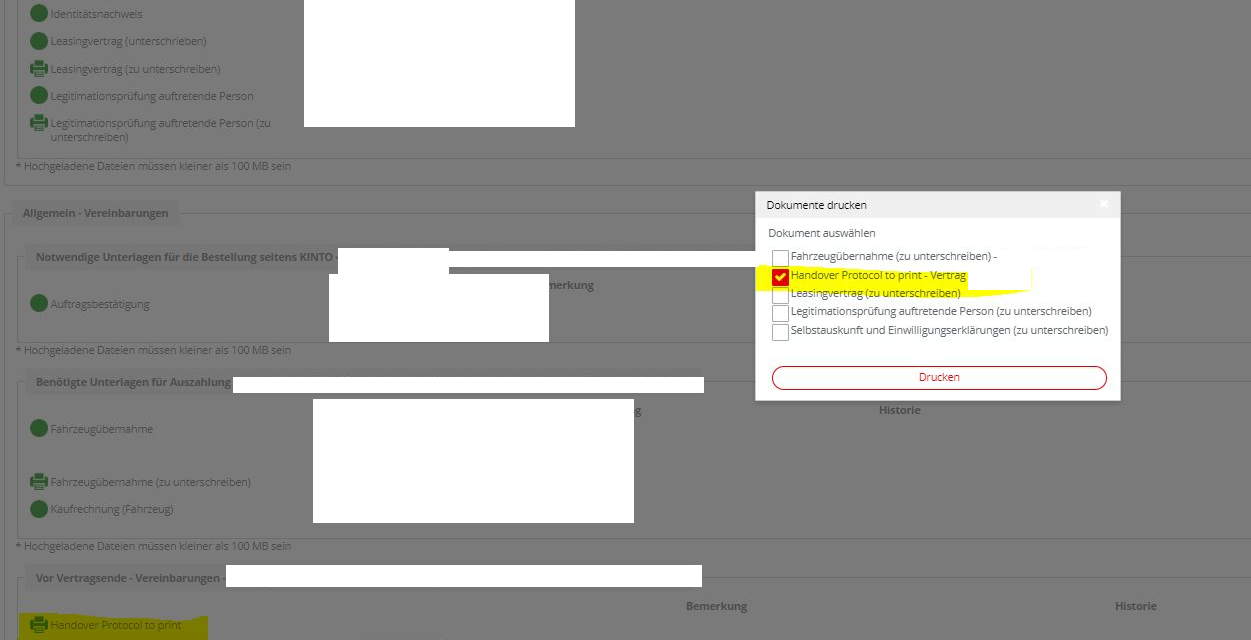 Identitätsnachweis
Leasingvertrag (unterschrieben)
Leasingvertrag (zu unterschreiben)
Legitimationsprüfung auftretende Person
Legitimationsprüfung auftretende Person (zu
unterschreiben)
* Hochgeladene Dateien müssen kleiner als 100 MB sein
Allgemein - Vereinbarungen
Notwendige Unterlagen für die Bestellung seitens KINTO -
merkung
Auftragsbestätigung
* Hochgeladene Dateien müssen kleiner als 100 MB sein
Benötigte Unterlagen für Auszahlung
g
Historie
Fahrzeugübernahme
Fahrzeugübernahme (zu unterschreiben)
Kaufrechnung (Fahrzeug)
* Hochgeladene Dateien müssen kleiner als 100 MB sein
Vor Vertragsende - Vereinbarungen -
Bemerkung
Historie
Handover Protocol to print
Dokumente drucken
Dokument auswählen
Fahrzeugübernahme (zu unterschreiben) -
Handover Protocol to print - Vertrag
Leasingvertrag (zu unterschreiben)
Legitimationsprüfung auftretende Person (zu unterschreiben)
Selbstauskunft und Einwilligungserklärungen (zu unterschreiben)
Drucken